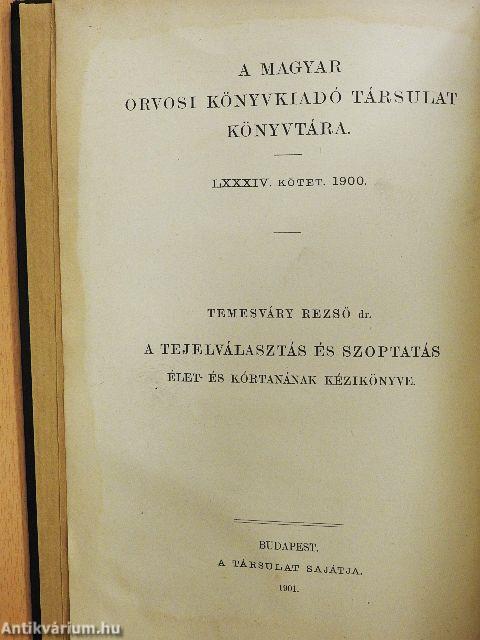 A MAGYAR
ORVOSI KÖNYVKIADÓ TÁRSULAT
KÖNYVTÁRA.
LXXXIV. KÖTET. 1900.
TEMESVÁRY REZSŐ dr.
A TEJELVÁLASZTÁS ÉS SZOPTATÁS
ÉLET- ÉS KÓRTANÁNAK KÉZIKÖNYVE.
BUDAPEST.
A TÁRSULAT SAJÁTJA.
1901.
Antikvárium.hu